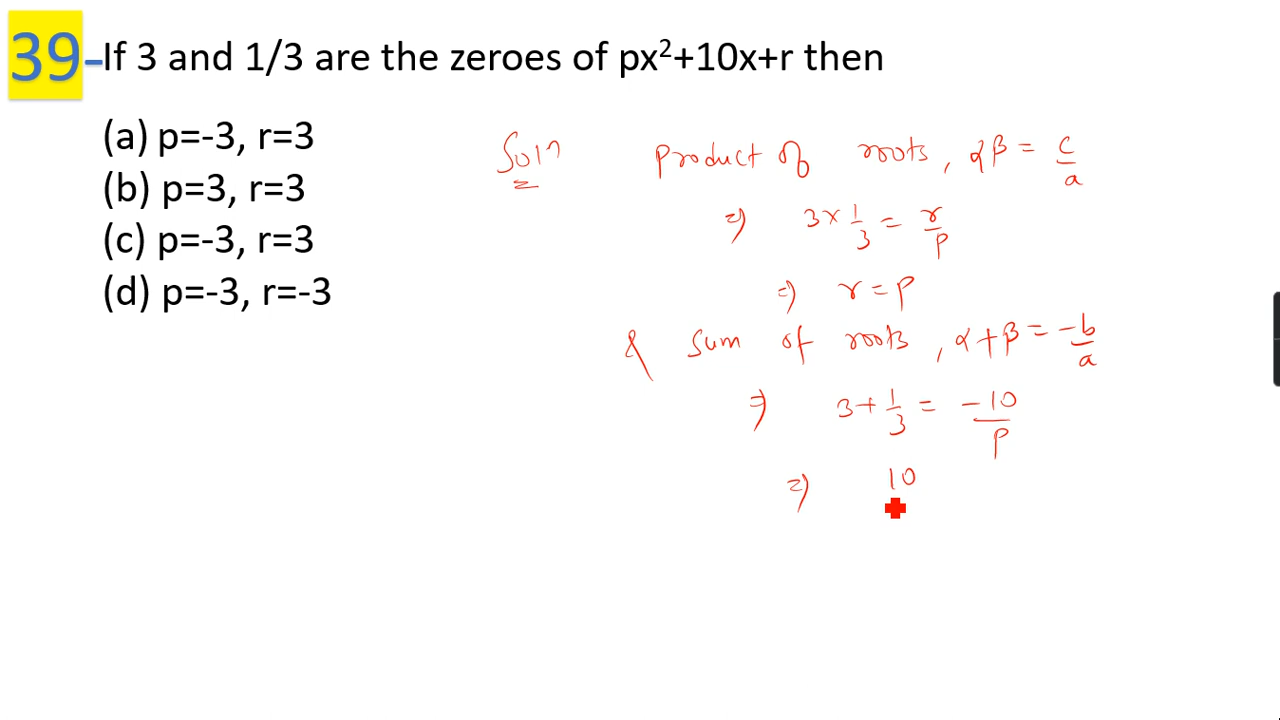 39- If 3 and 1/3 are the zeroes of px²+10x+r then
(a) p=-3, r=3
(b) p=3, r=3
(c) p=-3, r=3
(d) p=-3, r=-3
Soln
product of roots, αβ = c/a
⇒ 3 × 1/3 = r/p
⇒ r = p
& sum of roots, α+β = -b/a
⇒ 3 + 1/3 = -10/p
⇒ 10